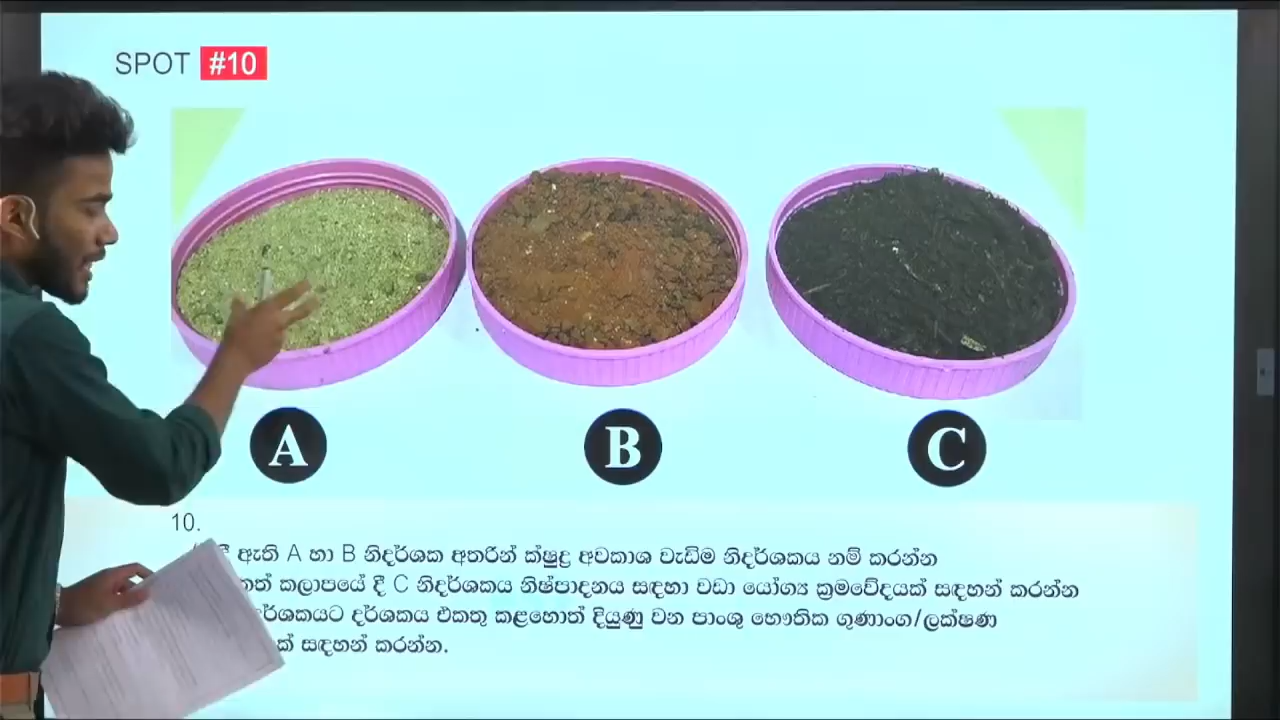 SPOT #10
A
B
C
10.
ඇති A හා B නිදර්ශක අතරින් ක්ෂුද්‍ර අවකාශ වැඩිම නිදර්ශකය නම් කරන්න
කලාපයේ දී C නිදර්ශකය නිෂ්පාදනය සඳහා වඩා යෝග්‍ය ක්‍රමවේදයක් සඳහන් කරන්න
දර්ශකය එකතු කළහොත් දියුණු වන පාංශු භෞතික ගුණාංග/ලක්ෂණ
සඳහන් කරන්න.